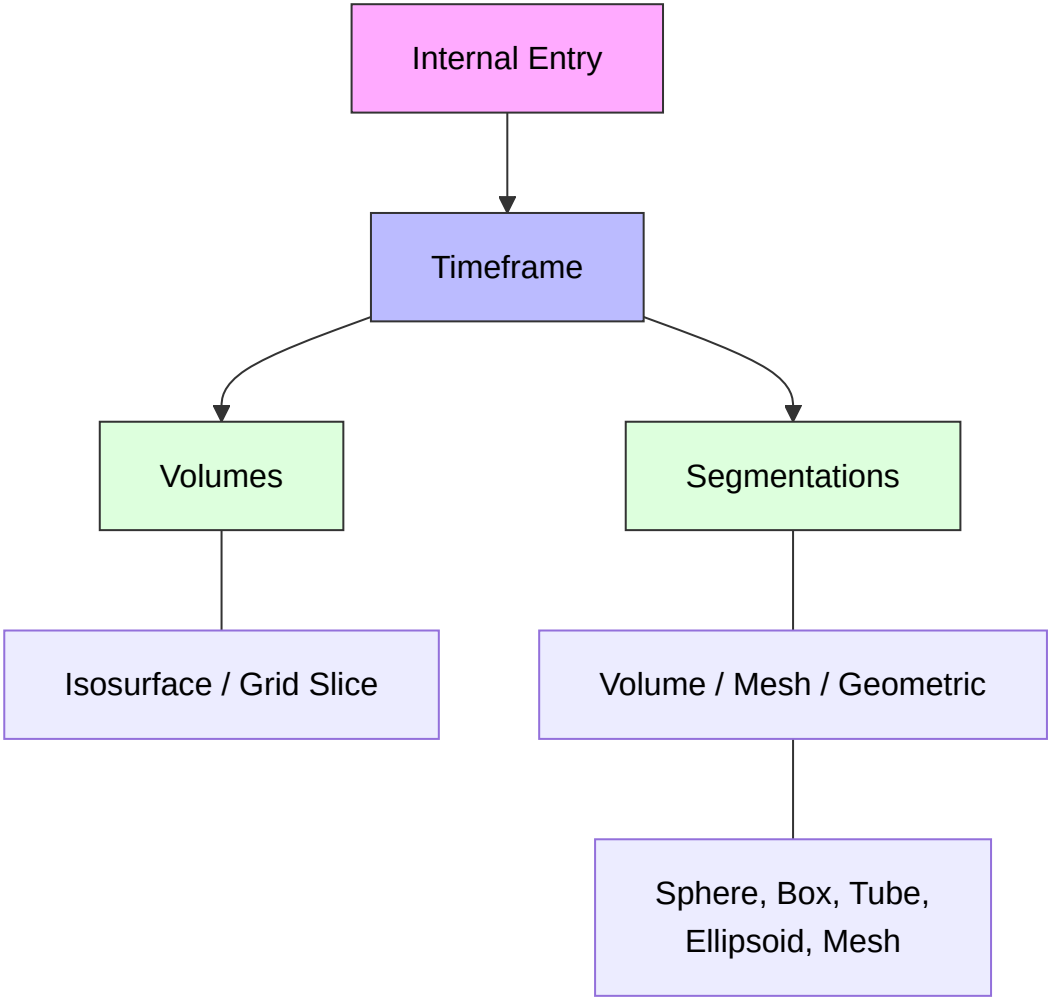 Internal Entry
Timeframe
Volumes
Segmentations
Isosurface / Grid Slice
Volume / Mesh / Geometric
Sphere, Box, Tube,
Ellipsoid, Mesh